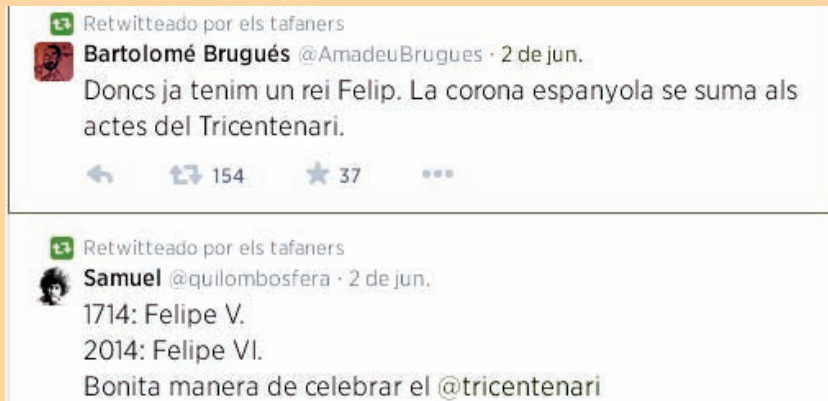 Retwitteado por els tafaners
Bartolomé Brugués @AmadeuBrugues · 2 de jun.
Doncs ja tenim un rei Felip. La corona espanyola se suma als
actes del Tricentenari.
154 37
Retwitteado por els tafaners
Samuel @quilombosfera · 2 de jun.
1714: Felipe V.
2014: Felipe VI.
Bonita manera de celebrar el @tricentenari